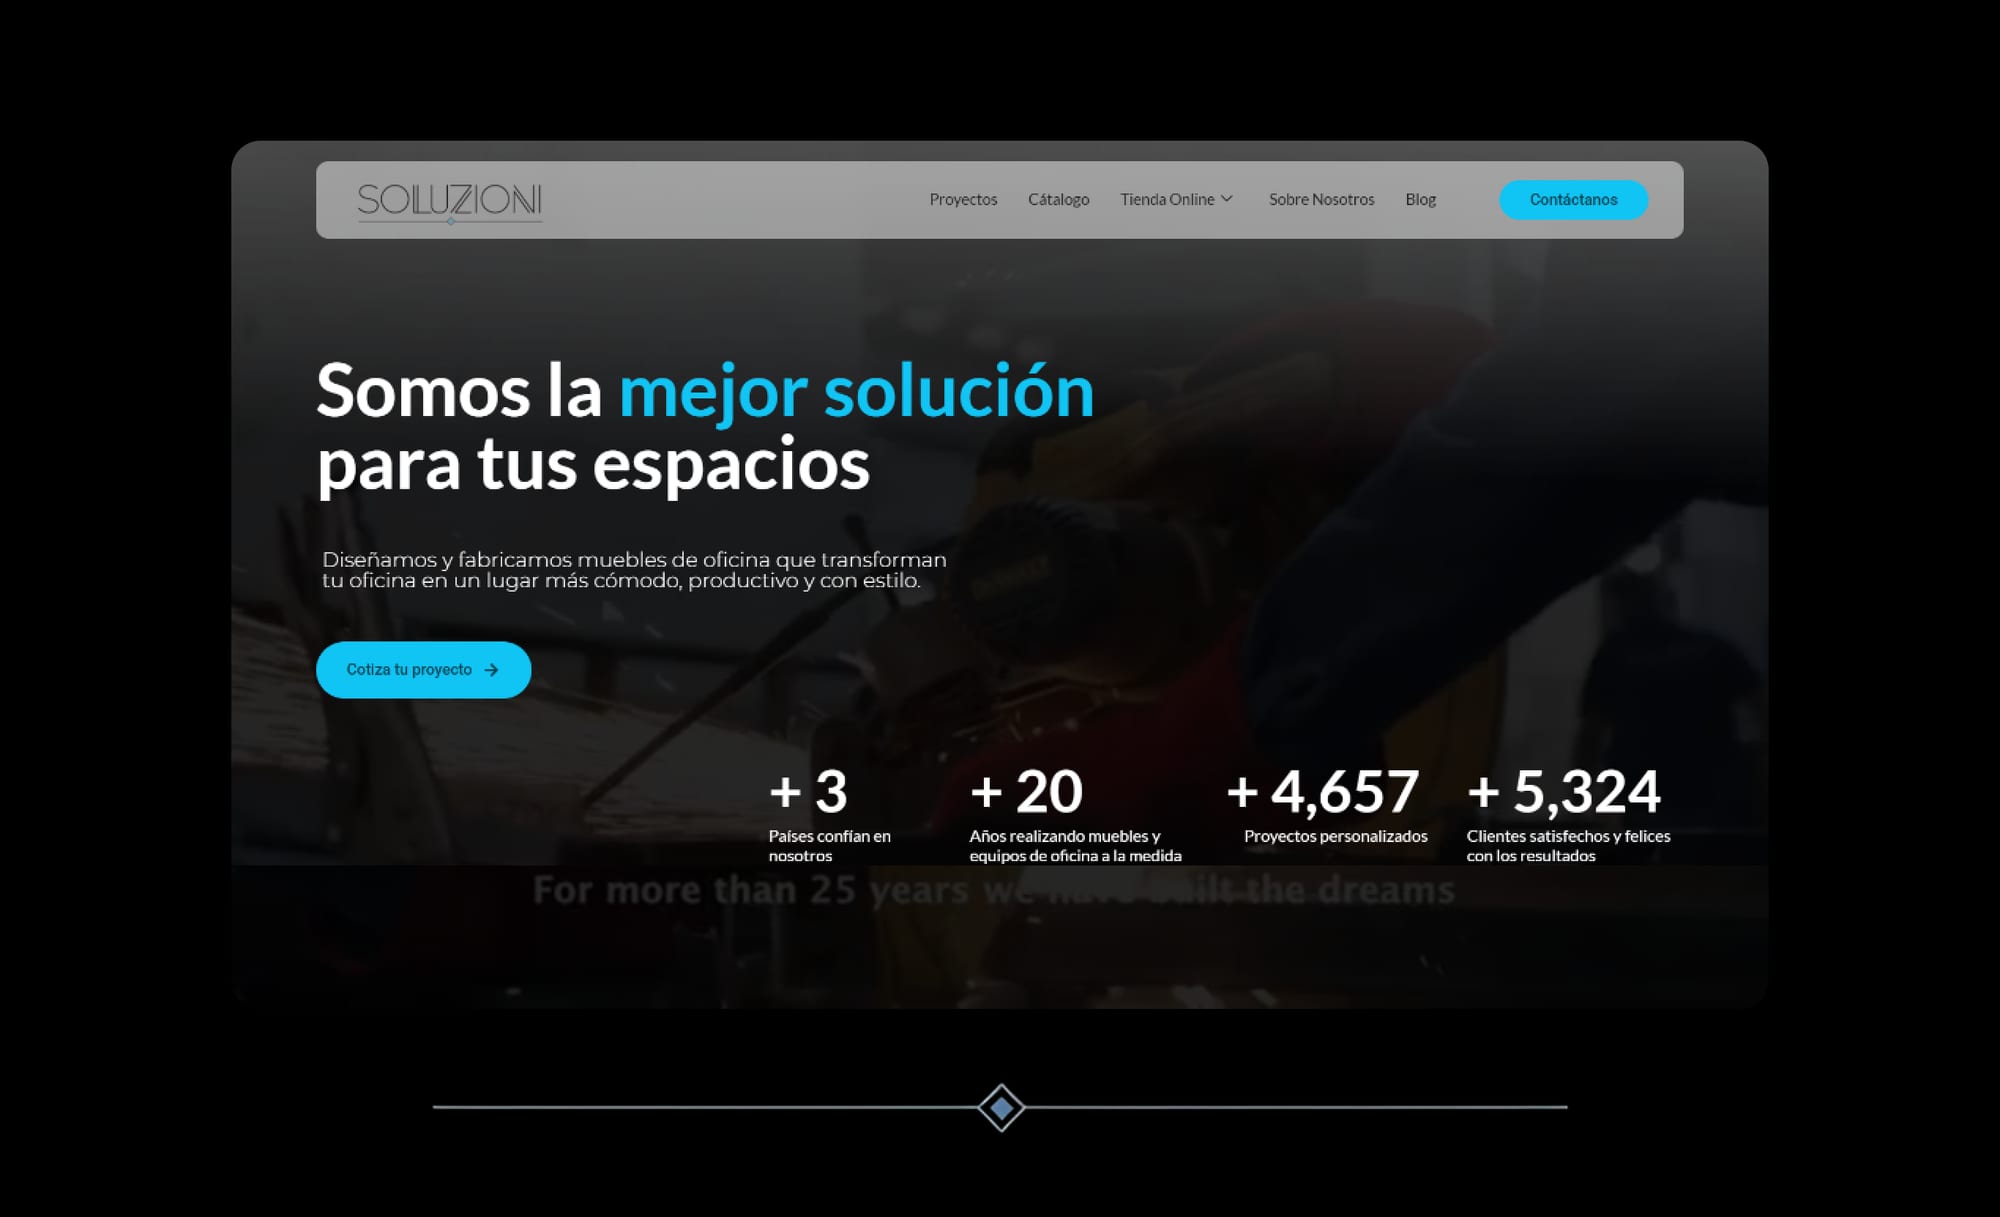 SOLUZIONI
Proyectos Cátalogo Tienda Online Sobre Nosotros Blog Contáctanos
Somos la mejor solución
para tus espacios
Diseñamos y fabricamos muebles de oficina que transforman
tu oficina en un lugar más cómodo, productivo y con estilo.
Cotiza tu proyecto
+ 3
Países confían en
nosotros
+ 20
Años realizando muebles y
equipos de oficina a la medida
+ 4,657
Proyectos personalizados
+ 5,324
Clientes satisfechos y felices
con los resultados
For more than 25 years we have built the dreams